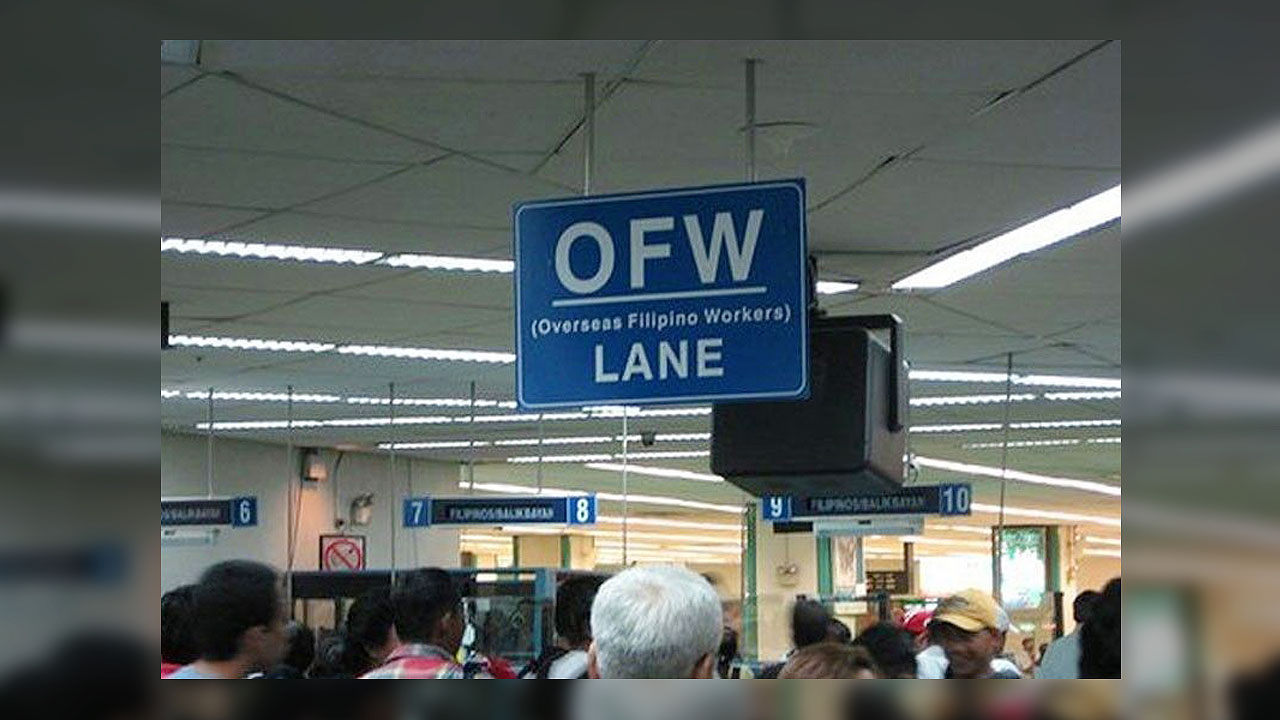 OFW
(Overseas Filipino Workers)
LANE
6
7 FILIPINOS/BALIKBAYAN 8
9 FILIPINOS/BALIKBAYAN 10